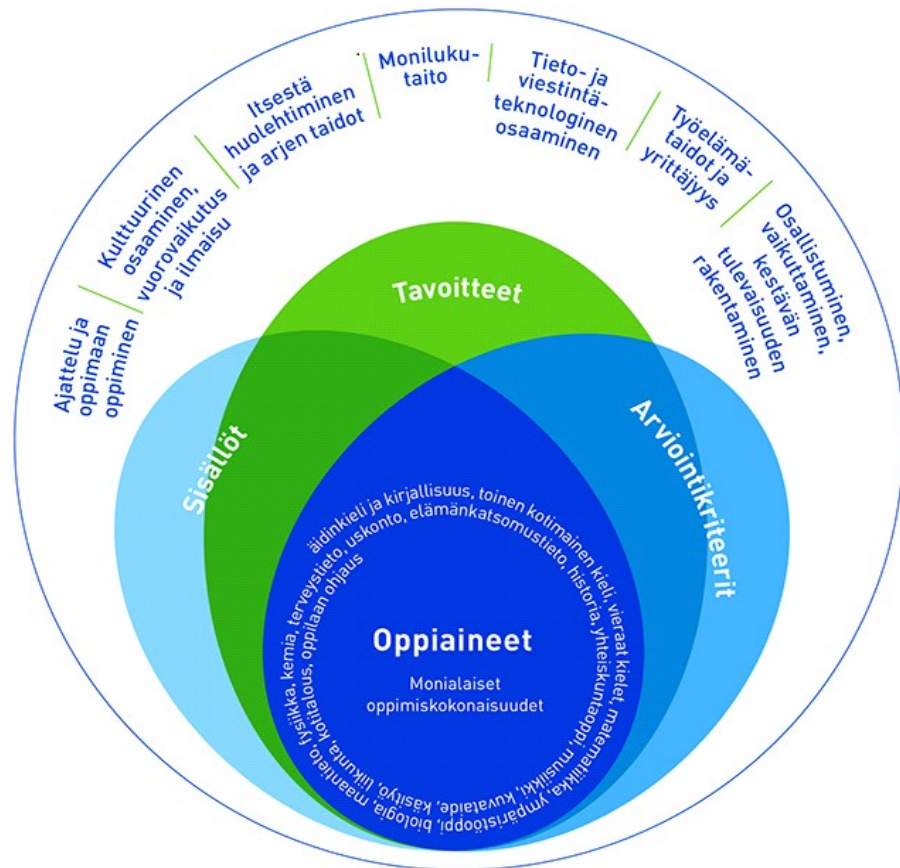 Ajattelu ja
oppimaan
oppiminen
Kulttuurinen
osaaminen,
vuorovaikutus
ja ilmaisu
Itsestä
huolehtiminen
ja arjen taidot
Moniluku-
taito
Tieto- ja
viestintä-
teknologinen
osaaminen
Työelämä-
taidot ja
yrittäjyys
Osallistuminen,
vaikuttaminen,
kestävän
tulevaisuuden
rakentaminen
Tavoitteet
Sisällöt
Arviointikriteerit
äidinkieli ja kirjallisuus, toinen kotimainen kieli, vieraat kielet, matematiikka, ympäristöoppi, biologia, maantieto, fysiikka, kemia, terveystieto, uskonto, elämänkatsomustieto, historia, yhteiskuntaoppi, musiikki, kuvataide, käsityö, liikunta, kotitalous, oppilaan ohjaus
Oppiaineet
Monialaiset
oppimiskokonaisuudet